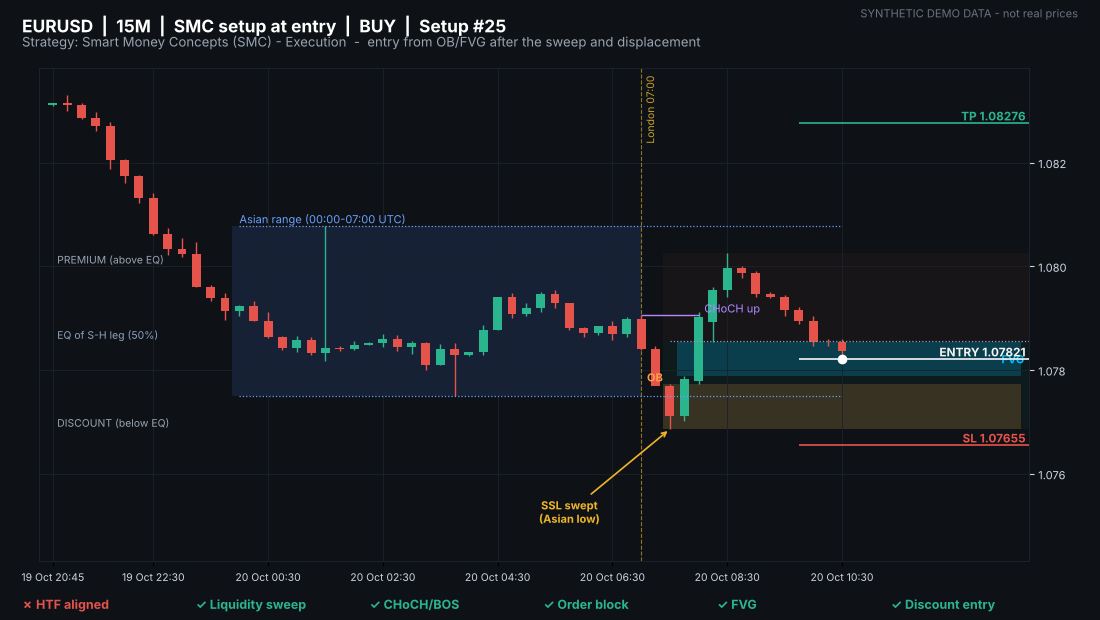 EURUSD | 15M | SMC setup at entry | BUY | Setup #25
SYNTHETIC DEMO DATA - not real prices
Strategy: Smart Money Concepts (SMC) - Execution - entry from OB/FVG after the sweep and displacement
London 07:00
TP 1.08276
1.082
Asian range (00:00-07:00 UTC)
PREMIUM (above EQ)
1.080
CHoCH up
EQ of S-H leg (50%)
ENTRY 1.07821
FVG
1.078
OB
DISCOUNT (below EQ)
SL 1.07655
1.076
SSL swept
(Asian low)
19 Oct 20:45
19 Oct 22:30
20 Oct 00:30
20 Oct 02:30
20 Oct 04:30
20 Oct 06:30
20 Oct 08:30
20 Oct 10:30
× HTF aligned
✓ Liquidity sweep
✓ CHoCH/BOS
✓ Order block
✓ FVG
✓ Discount entry